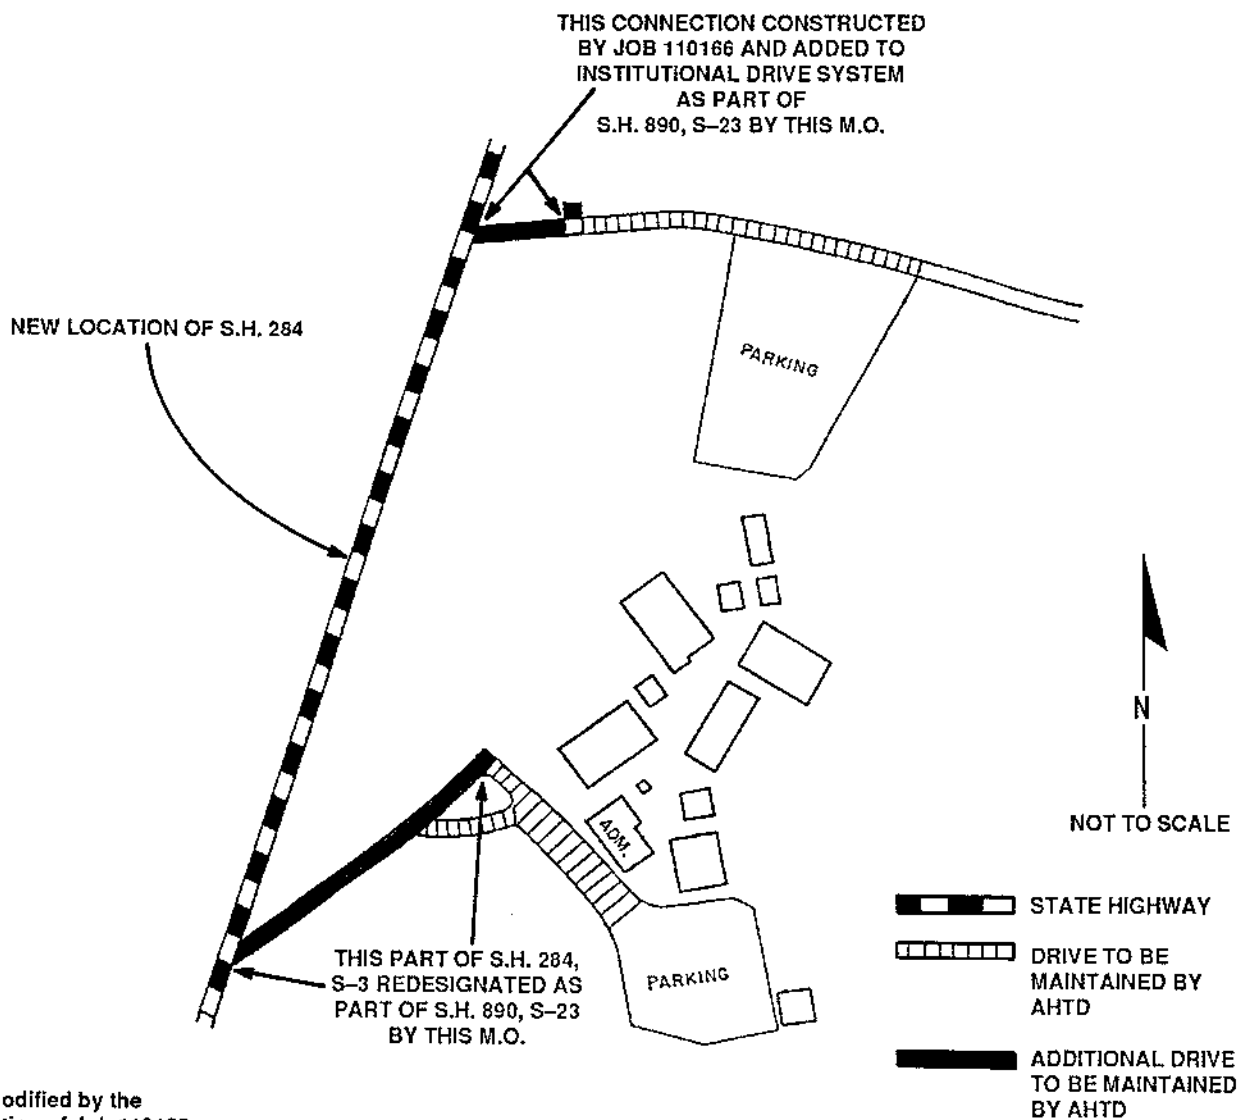 THIS CONNECTION CONSTRUCTED
BY JOB 110166 AND ADDED TO
INSTITUTIONAL DRIVE SYSTEM
AS PART OF
S.H. 890, S-23 BY THIS M.O.
NEW LOCATION OF S.H. 284
PARKING
N
NOT TO SCALE
ADM.
THIS PART OF S.H. 284,
S-3 REDESIGNATED AS
PART OF S.H. 890, S-23
BY THIS M.O.
PARKING
STATE HIGHWAY
DRIVE TO BE
MAINTAINED BY
AHTD
ADDITIONAL DRIVE
TO BE MAINTAINED
BY AHTD
odified by the